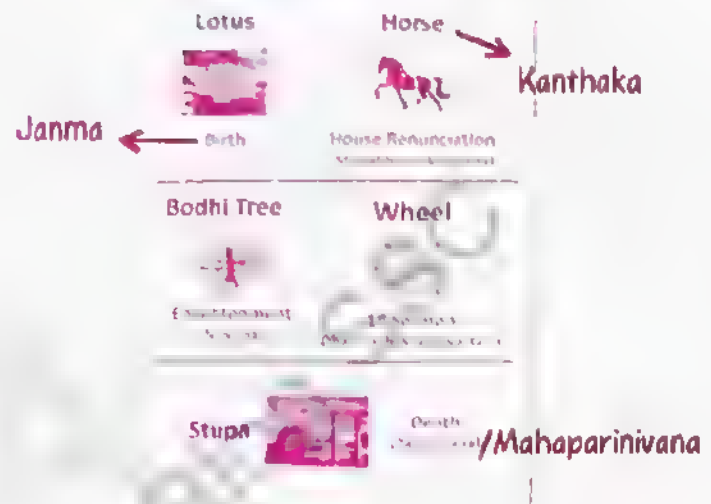 Lotus
Horse
Kanthaka
Janma
Birth
House Renunciation
Bodhi Tree
Wheel
Stupa
Death
/Mahaparinivana